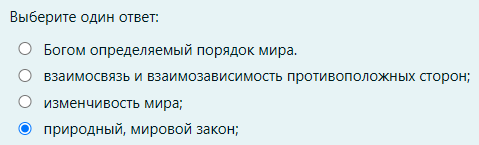 Выберите один ответ:
Богом определяемый порядок мира.
взаимосвязь и взаимозависимость противоположных сторон;
изменчивость мира;
природный, мировой закон;